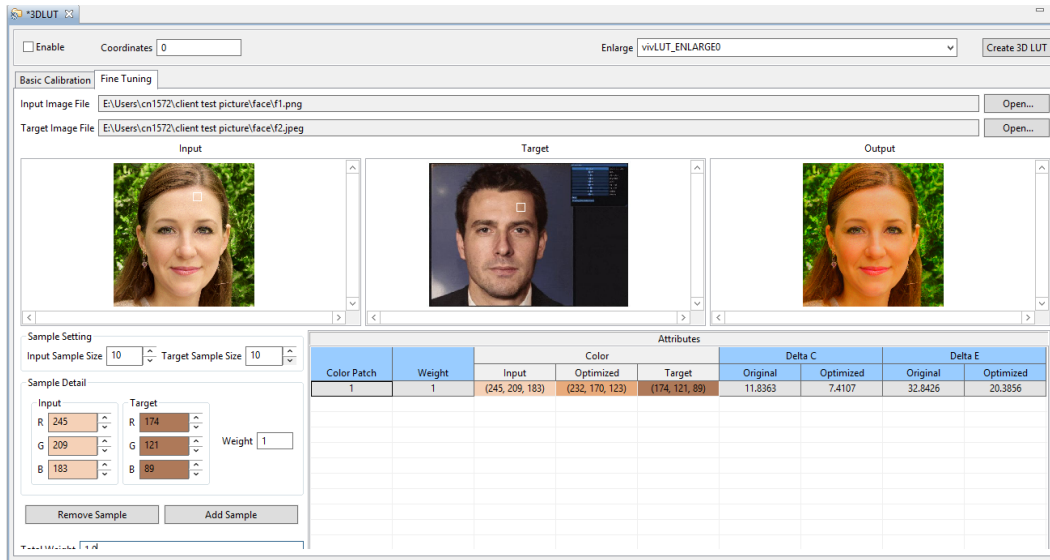 *3DLUT
Enable Coordinates 0 Enlarge vivLUT_ENLARGE0 Create 3D LUT
Basic Calibration Fine Tuning
Input Image File E:\Users\cn1572\client test picture\face\f1.png Open...
Target Image File E:\Users\cn1572\client test picture\face\f2.jpeg Open...
Input Target Output
Sample Setting
Input Sample Size 10 Target Sample Size 10
Sample Detail
Input Target
R 245 R 174
G 209 G 121 Weight 1
B 183 B 89
Remove Sample Add Sample
Total Weight 1.0
Attributes
Color Patch Weight Color Delta C Delta E
Input Optimized Target Original Optimized Original Optimized
1 1 (245, 209, 183) (232, 170, 123) (174, 121, 89) 11.8363 7.4107 32.8426 20.3856